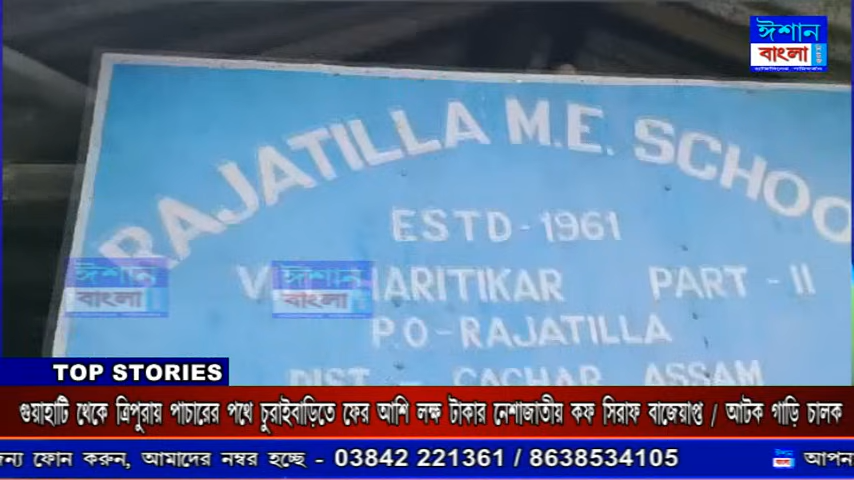 ঈশান
বাংলা
RAJATILLA M.E. SCHOO
ESTD-1961
ARITIKAR PART-II
ঈশান
বাংলা
ঈশান
বাংলা
P.O-RAJATILLA
DIST - CACHAR ASSAM
TOP STORIES
গুয়াহাটি থেকে ত্রিপুরায় পাচারের পথে চুরাইবাড়িতে ফের আশি লক্ষ টাকার নেশাজাতীয় কফ সিরাফ বাজেয়াপ্ত / আটক গাড়ি চালক
ন্য ফোন করুন, আমাদের নম্বর হচ্ছে - 03842 221361 / 8638534105 আপন